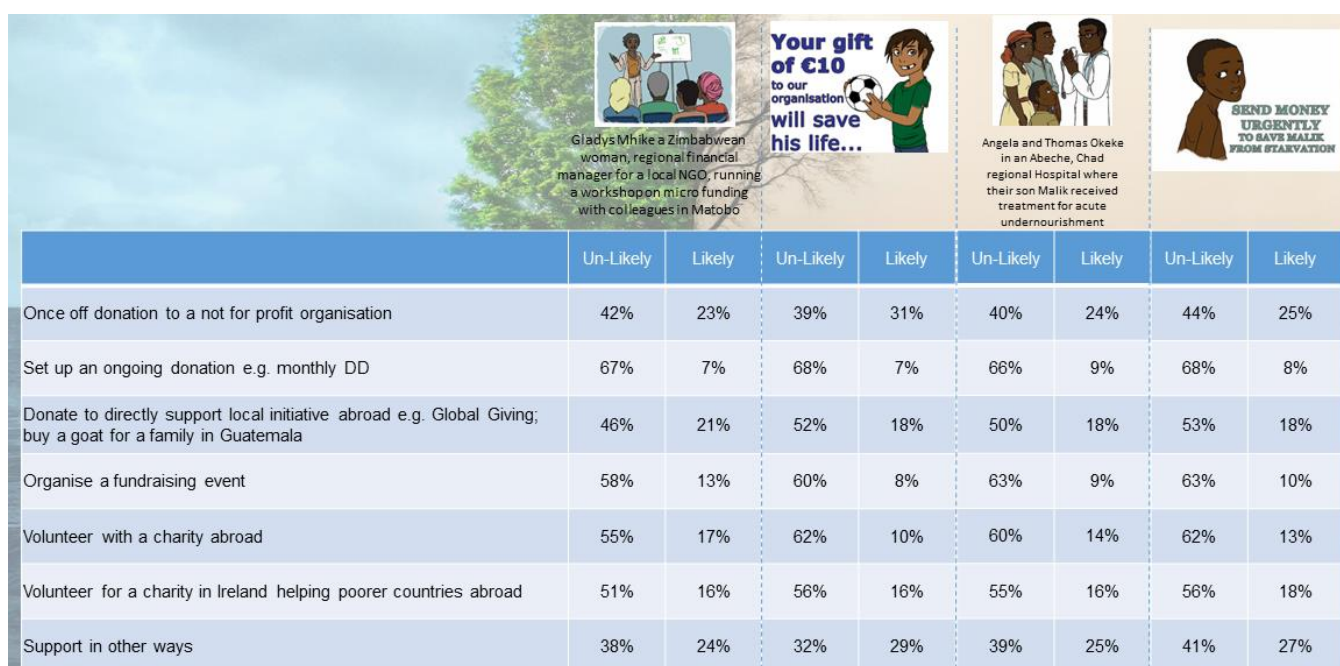 Your gift
of €10
to our
organisation
will save
his life...
SEND MONEY
URGENTLY
TO SAVE MALIK
FROM STARVATION
Gladys Mhike a Zimbabwean
woman, regional financial
manager for a local NGO, running
a workshop on micro funding
with colleagues in Matobo
Angela and Thomas Okeke
in an Abeche, Chad
regional Hospital where
their son Malik received
treatment for acute
undernourishment
Un-Likely Likely Un-Likely Likely Un-Likely Likely Un-Likely Likely
Once off donation to a not for profit organisation 42% 23% 39% 31% 40% 24% 44% 25%
Set up an ongoing donation e.g. monthly DD 67% 7% 68% 7% 66% 9% 68% 8%
Donate to directly support local initiative abroad e.g. Global Giving;
buy a goat for a family in Guatemala 46% 21% 52% 18% 50% 18% 53% 18%
Organise a fundraising event 58% 13% 60% 8% 63% 9% 63% 10%
Volunteer with a charity abroad 55% 17% 62% 10% 60% 14% 62% 13%
Volunteer for a charity in Ireland helping poorer countries abroad 51% 16% 56% 16% 55% 16% 56% 18%
Support in other ways 38% 24% 32% 29% 39% 25% 41% 27%